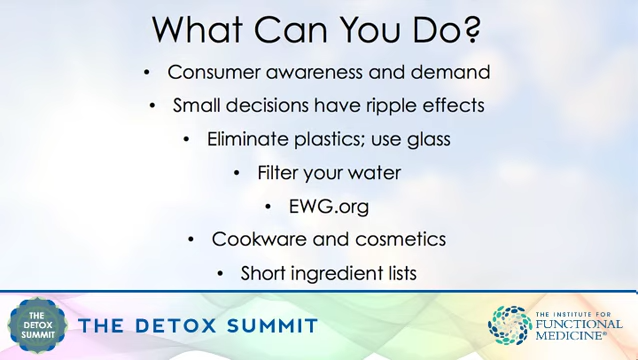 What Can You Do?
• Consumer awareness and demand
• Small decisions have ripple effects
• Eliminate plastics; use glass
• Filter your water
• EWG.org
• Cookware and cosmetics
• Short ingredient lists
THE
DETOX
SUMMIT
THE DETOX SUMMIT
THE INSTITUTE FOR
FUNCTIONAL
MEDICINE®